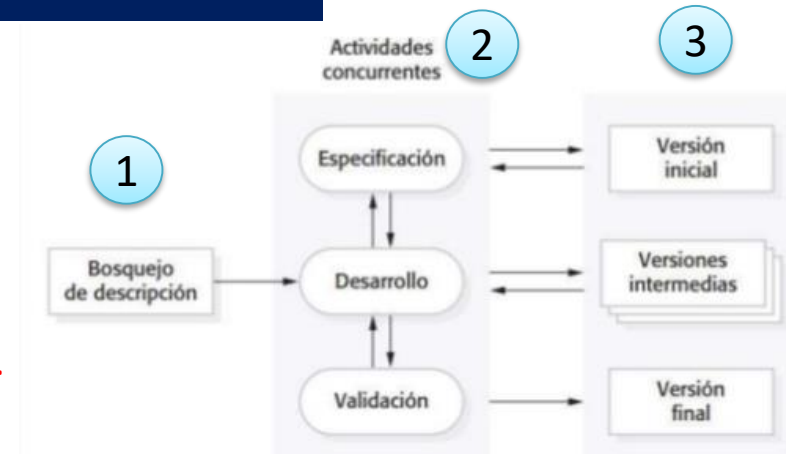 Actividades
concurrentes
2
3
1
Especificación
Versión
inicial
Bosquejo
de descripción
Desarrollo
Versiones
intermedias
Validación
Versión
final